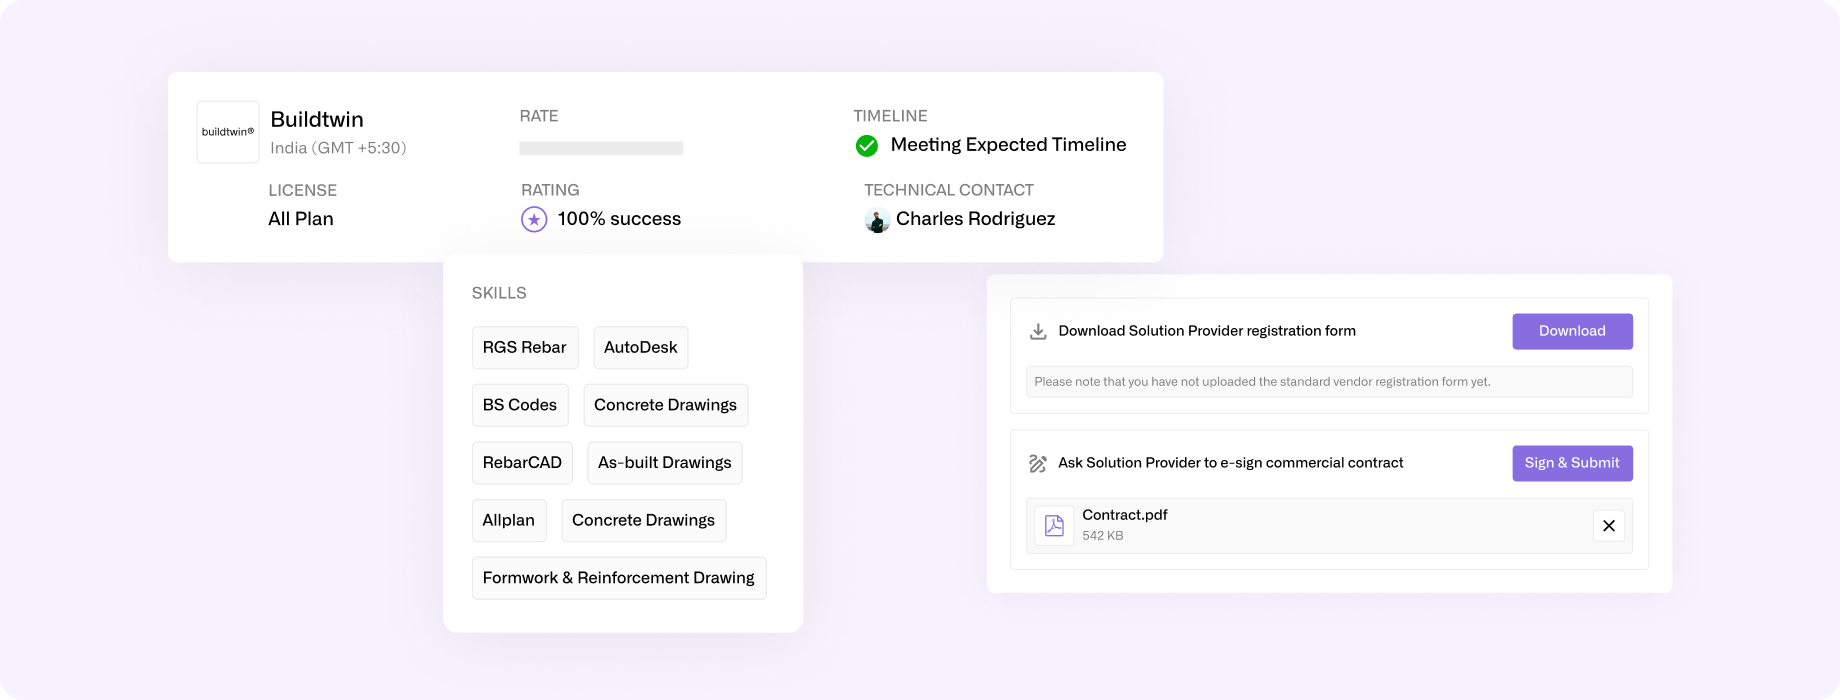 buildtwin®
Buildtwin
India (GMT +5:30)
RATE
TIMELINE
Meeting Expected Timeline
LICENSE
All Plan
RATING
100% success
TECHNICAL CONTACT
Charles Rodriguez
SKILLS
RGS Rebar
AutoDesk
BS Codes
Concrete Drawings
RebarCAD
As-built Drawings
Allplan
Concrete Drawings
Formwork & Reinforcement Drawing
Download Solution Provider registration form
Download
Please note that you have not uploaded the standard vendor registration form yet.
Ask Solution Provider to e-sign commercial contract
Sign & Submit
Contract.pdf
542 KB